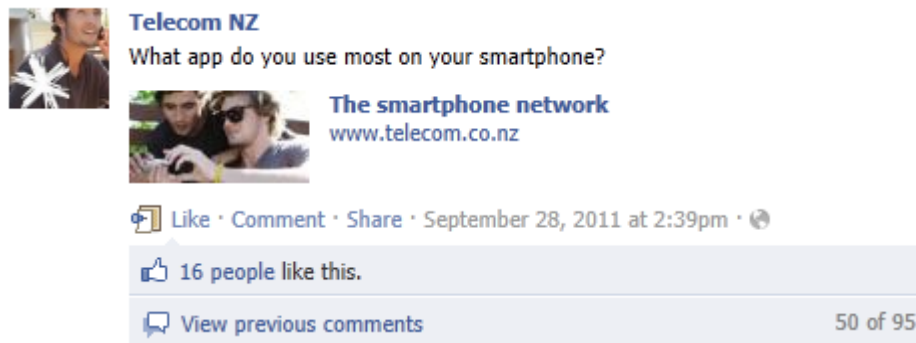 Telecom NZ
What app do you use most on your smartphone?
The smartphone network
www.telecom.co.nz
Like · Comment · Share · September 28, 2011 at 2:39pm ·
16 people like this.
View previous comments 50 of 95